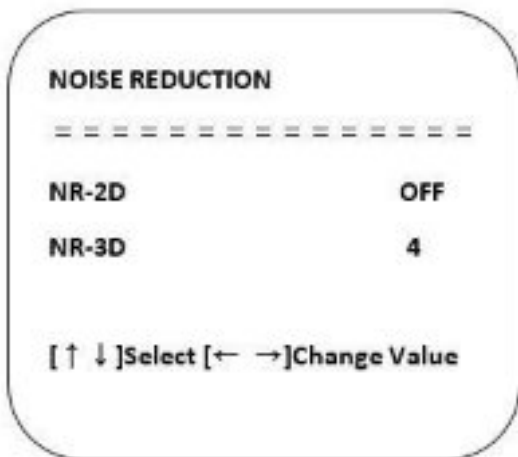 NOISE REDUCTION
= = = = = = = = = = = = = = =
NR-2D OFF
NR-3D 4
[↑ ↓]Select [← →]Change Value